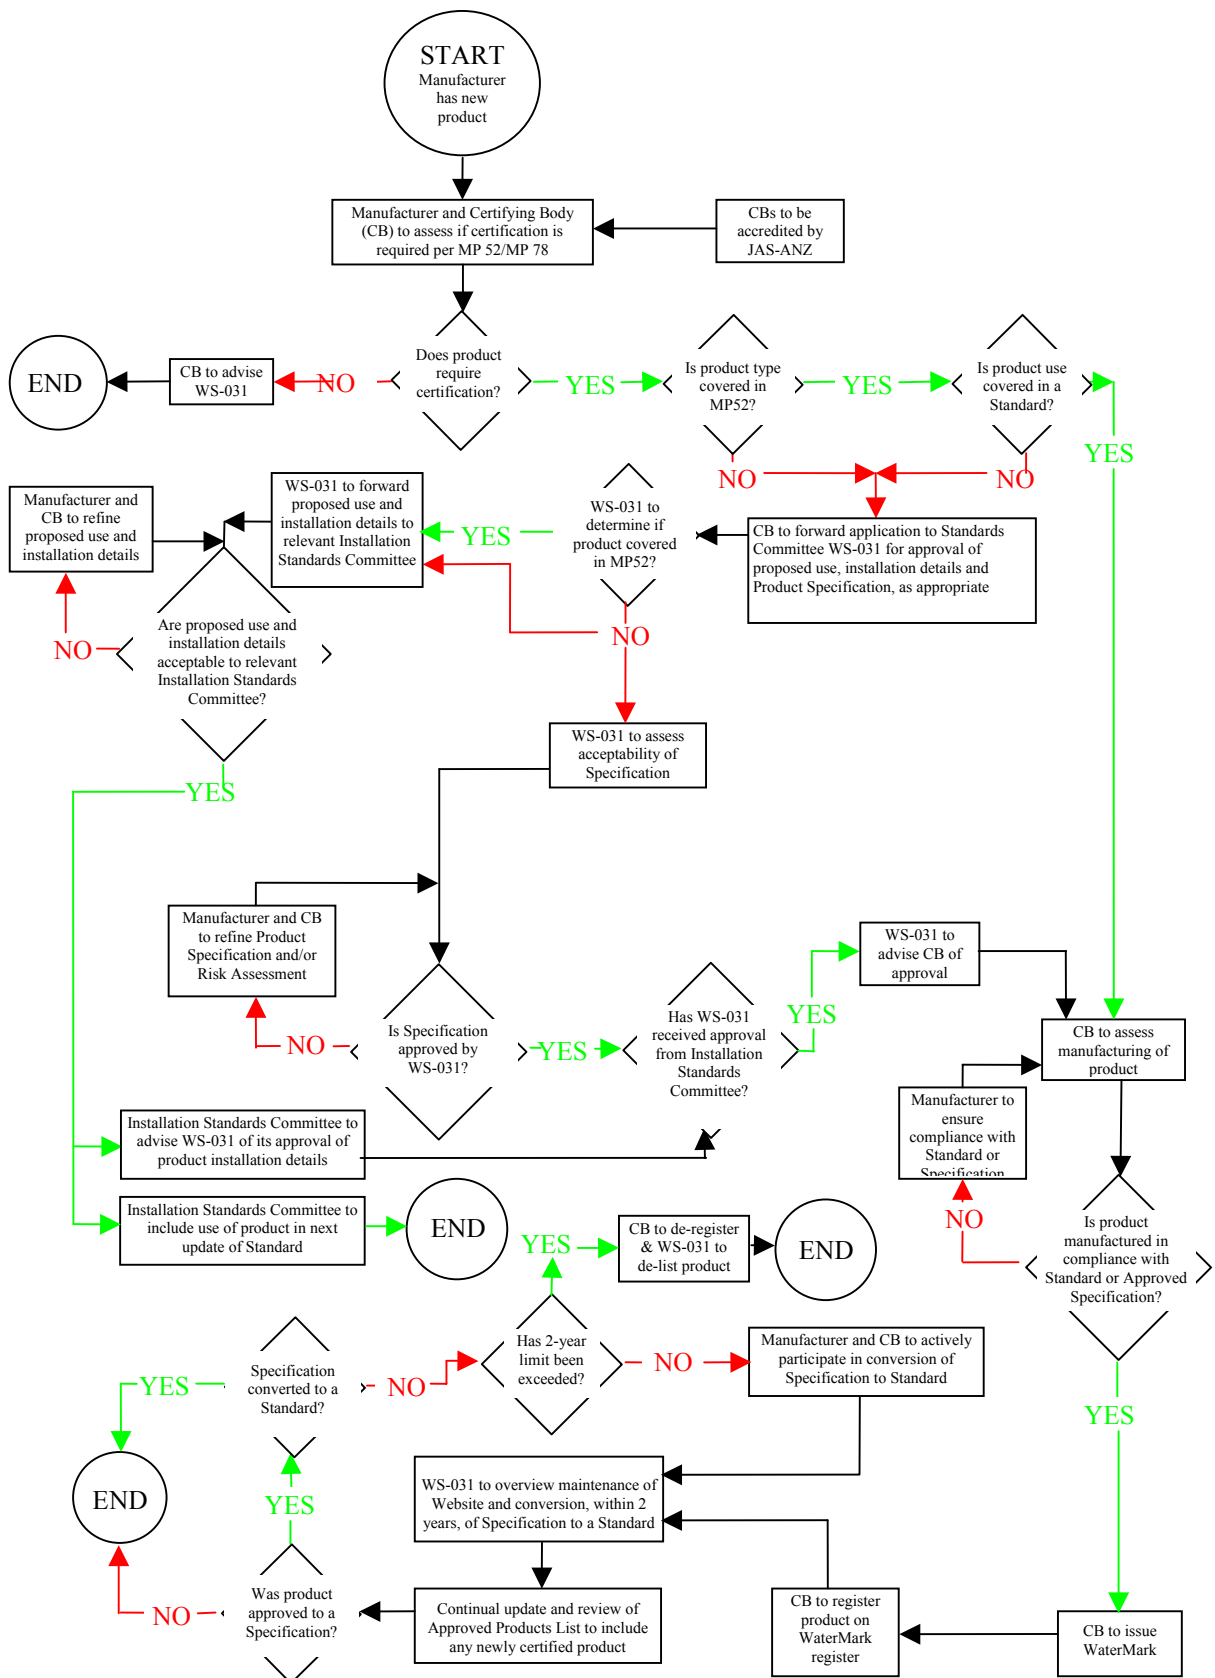 START
Manufacturer
has new
product
Manufacturer and Certifying Body
(CB) to assess if certification is
required per MP 52/MP 78
CBs to be
accredited by
JAS-ANZ
END
CB to advise
WS-031
NO
Does product
require
certification?
YES
Is product type
covered in
MP52?
YES
Is product use
covered in a
Standard?
YES
NO
NO
Manufacturer and
CB to refine
proposed use and
installation details
WS-031 to forward
proposed use and
installation details to
relevant Installation
Standards Committee
YES
WS-031 to
determine if
product covered
in MP52?
CB to forward application to Standards
Committee WS-031 for approval of
proposed use, installation details and
Product Specification, as appropriate
NO
NO
Are proposed use and
installation details
acceptable to relevant
Installation Standards
Committee?
YES
WS-031 to assess
acceptability of
Specification
Manufacturer and CB
to refine Product
Specification and/or
Risk Assessment
NO
Is Specification
approved by
WS-031?
YES
Has WS-031
received approval
from Installation
Standards
Committee?
YES
WS-031 to
advise CB of
approval
CB to assess
manufacturing of
product
Manufacturer to
ensure
compliance with
Standard or
Specification
NO
Is product
manufactured in
compliance with
Standard or Approved
Specification?
YES
Installation Standards Committee to
advise WS-031 of its approval of
product installation details
Installation Standards Committee to
include use of product in next
update of Standard
END
YES
CB to de-register
& WS-031 to
de-list product
END
Has 2-year
limit been
exceeded?
NO
Manufacturer and CB to actively
participate in conversion of
Specification to Standard
NO
Specification
converted to a
Standard?
YES
END
YES
WS-031 to overview maintenance of
Website and conversion, within 2
years, of Specification to a Standard
NO
Was product
approved to a
Specification?
Continual update and review of
Approved Products List to include
any newly certified product
CB to register
product on
WaterMark
register
CB to issue
WaterMark